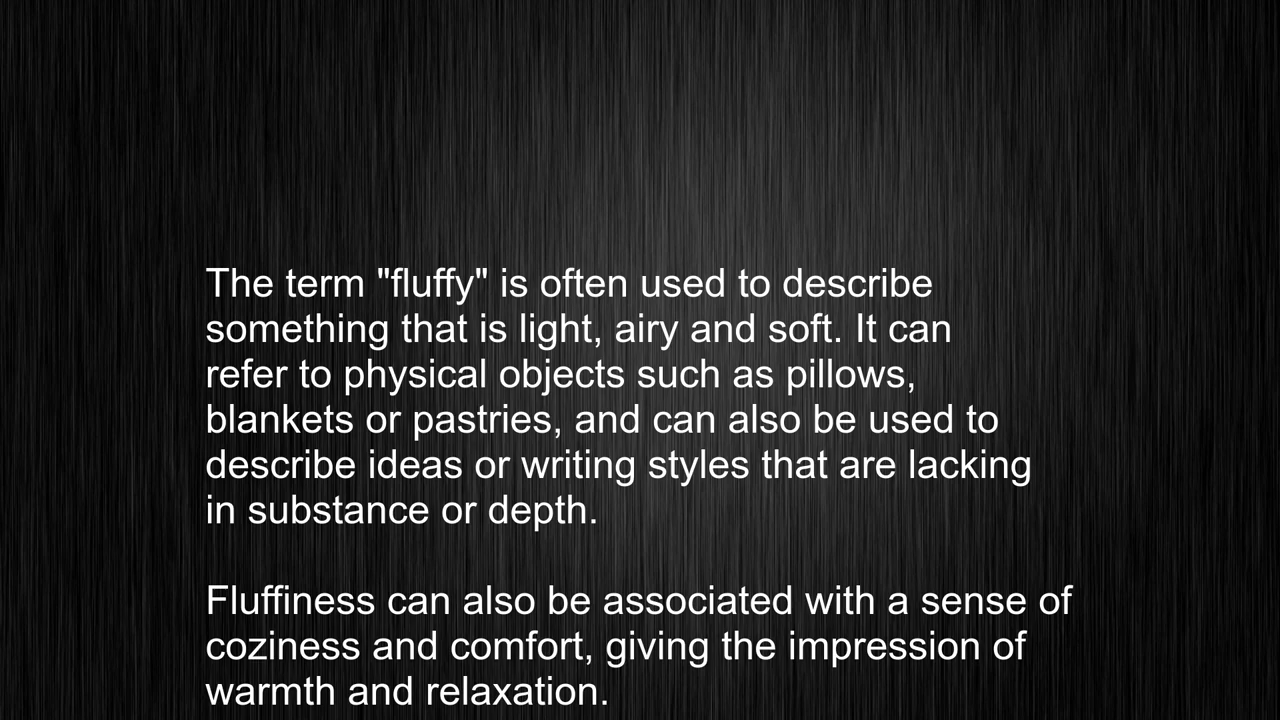 The term "fluffy" is often used to describe
something that is light, airy and soft. It can
refer to physical objects such as pillows,
blankets or pastries, and can also be used to
describe ideas or writing styles that are lacking
in substance or depth.
Fluffiness can also be associated with a sense of
coziness and comfort, giving the impression of
warmth and relaxation.